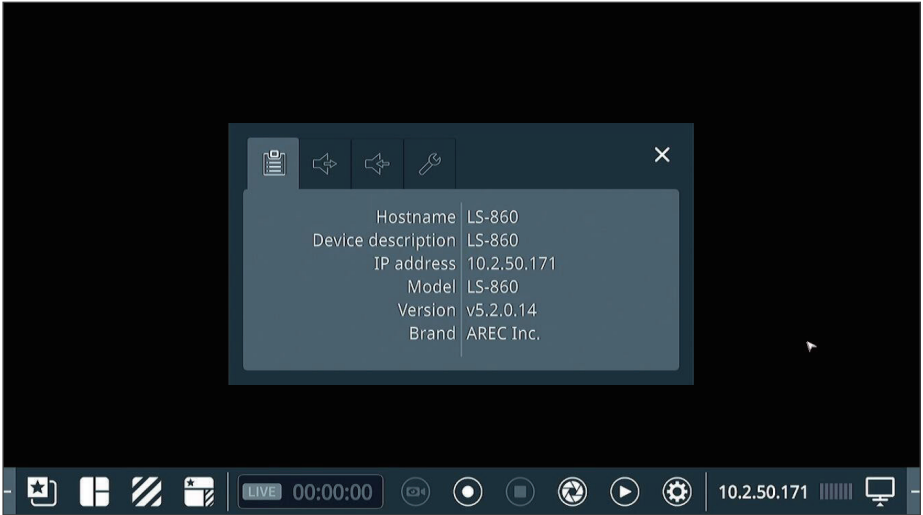 Hostname LS-860
Device description LS-860
IP address 10.2.50.171
Model LS-860
Version v5.2.0.14
Brand AREC Inc.
LIVE 00:00:00 10.2.50.171